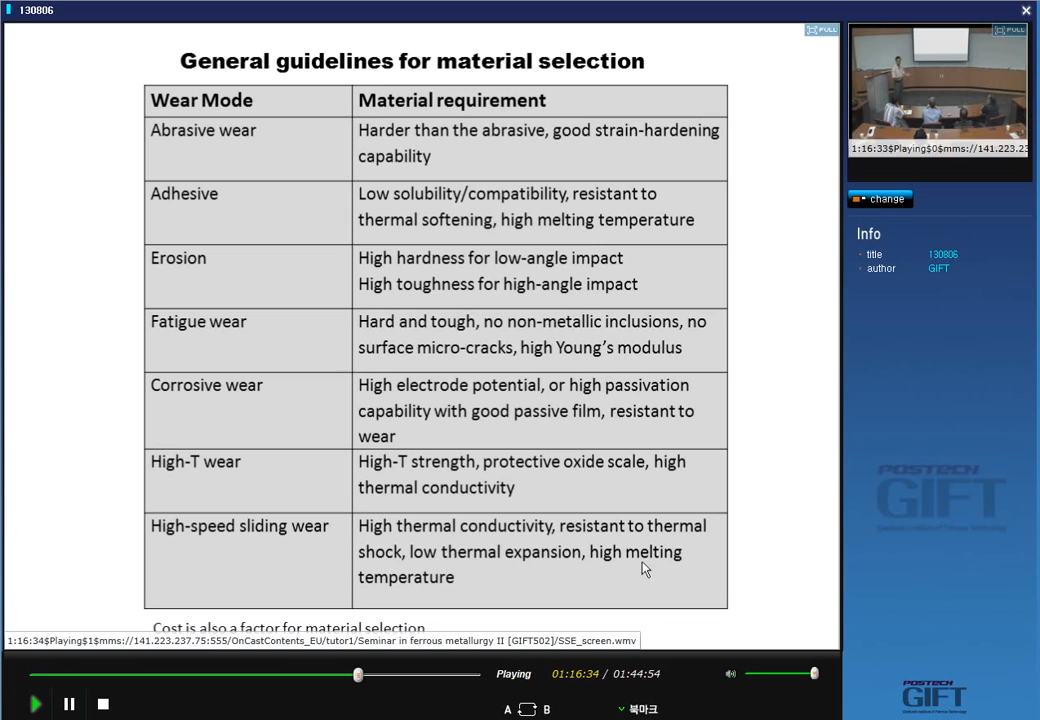 130806
FULL
General guidelines for material selection
Wear Mode
Material requirement
Abrasive wear
Harder than the abrasive, good strain-hardening
capability
Adhesive
Low solubility/compatibility, resistant to
thermal softening, high melting temperature
Erosion
High hardness for low-angle impact
High toughness for high-angle impact
Fatigue wear
Hard and tough, no non-metallic inclusions, no
surface micro-cracks, high Young's modulus
Corrosive wear
High electrode potential, or high passivation
capability with good passive film, resistant to
wear
High-T wear
High-T strength, protective oxide scale, high
thermal conductivity
High-speed sliding wear
High thermal conductivity, resistant to thermal
shock, low thermal expansion, high melting
temperature
Cost is also a factor for material selection
1:16:34$Playing$1$mms://141.223.237.75:555/OnCastContents_EU/tutor1/Seminar in ferrous metallurgy II [GIFT502]/SSE_screen.wmv
Playing 01:16:34 / 01:44:54
A B 북마크
FULL
1:16:33$Playing$0$mms://141.223.23
change
Info
title 130806
author GIFT
POSTECH
GIFT
POSTECH
GIFT